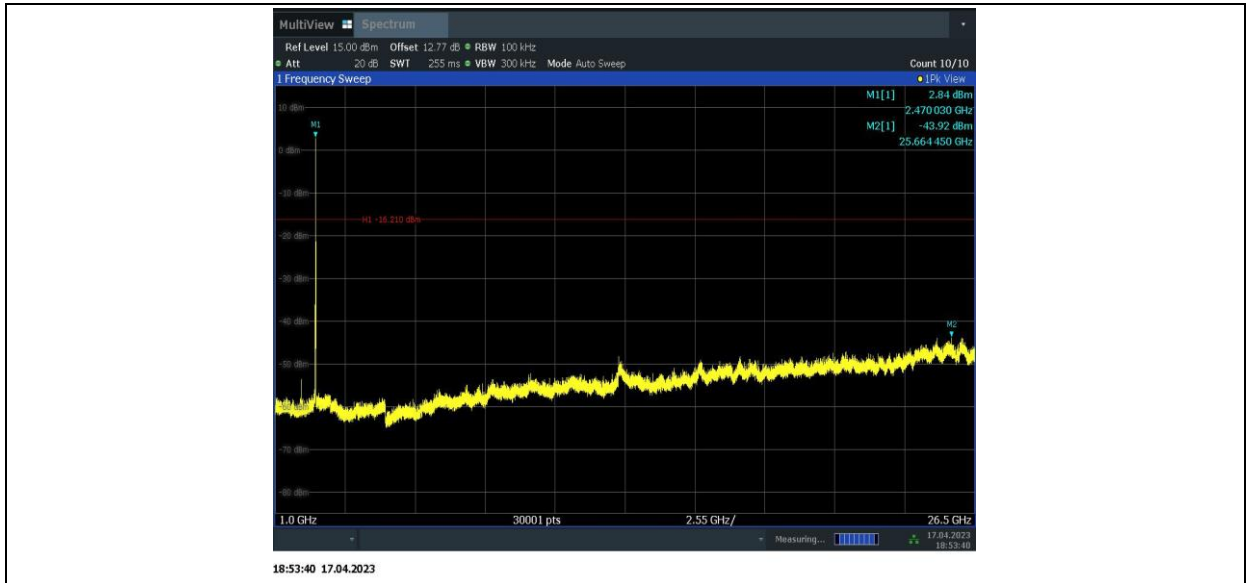 MultiView Spectrum
Ref Level 15.00 dBm Offset 12.77 dB RBW 100 kHz
Att 20 dB SWT 255 ms VBW 300 kHz Mode Auto Sweep Count 10/10
1 Frequency Sweep 1Pk View
M1[1] 2.84 dBm
2.470 030 GHz
M2[1] -43.92 dBm
25.664 450 GHz
10 dBm
M1
0 dBm
-10 dBm
H1 -16.210 dBm
-20 dBm
-30 dBm
-40 dBm
M2
-50 dBm
-60 dBm
-70 dBm
-80 dBm
1.0 GHz 30001 pts 2.55 GHz/ 26.5 GHz
Measuring... 17.04.2023
18:53:40
18:53:40 17.04.2023